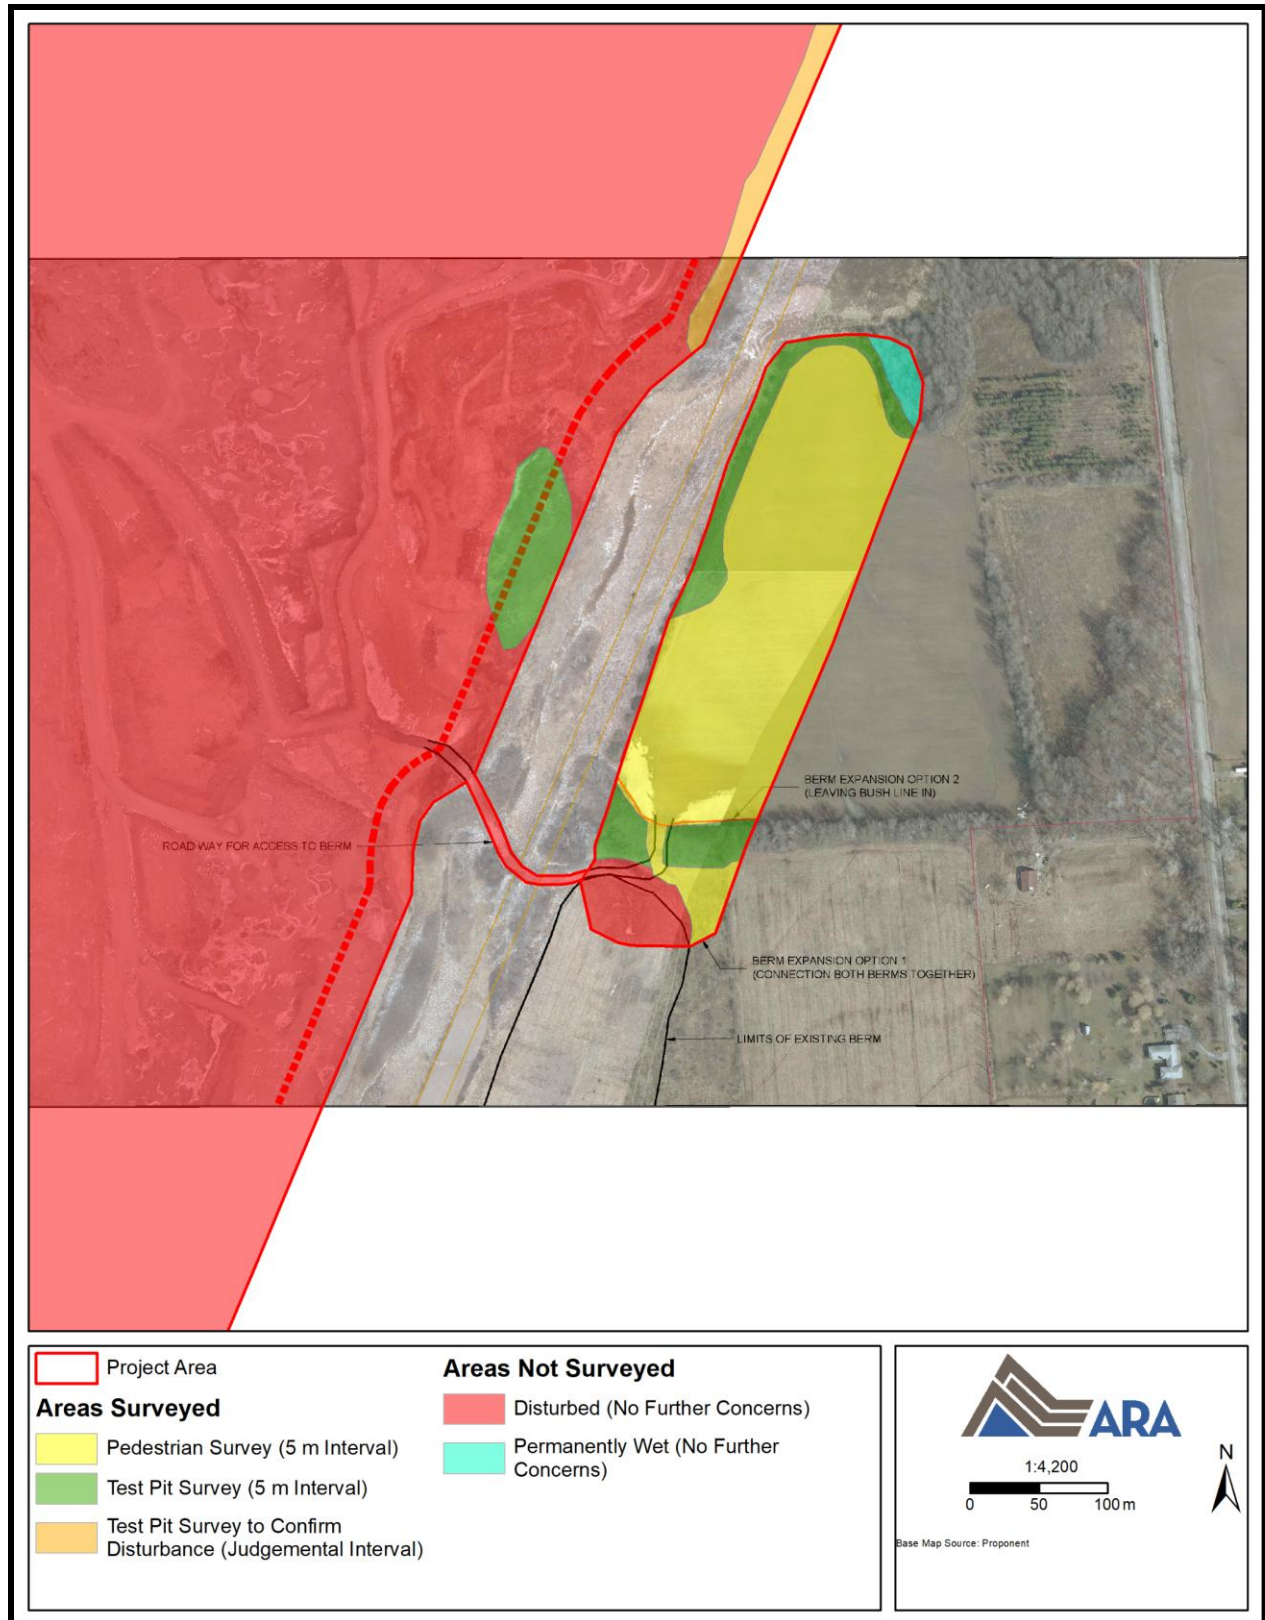 BERM EXPANSION OPTION 2
(LEAVING BUSH LINE IN)
ROAD WAY FOR ACCESS TO BERM
BERM EXPANSION OPTION 1
(CONNECTION BOTH BERMS TOGETHER)
LIMITS OF EXISTING BERM
Project Area
Areas Surveyed
Pedestrian Survey (5 m Interval)
Test Pit Survey (5 m Interval)
Test Pit Survey to Confirm
Disturbance (Judgemental Interval)
Areas Not Surveyed
Disturbed (No Further Concerns)
Permanently Wet (No Further
Concerns)
ARA
1:4,200
0 50 100 m
N
Base Map Source: Proponent